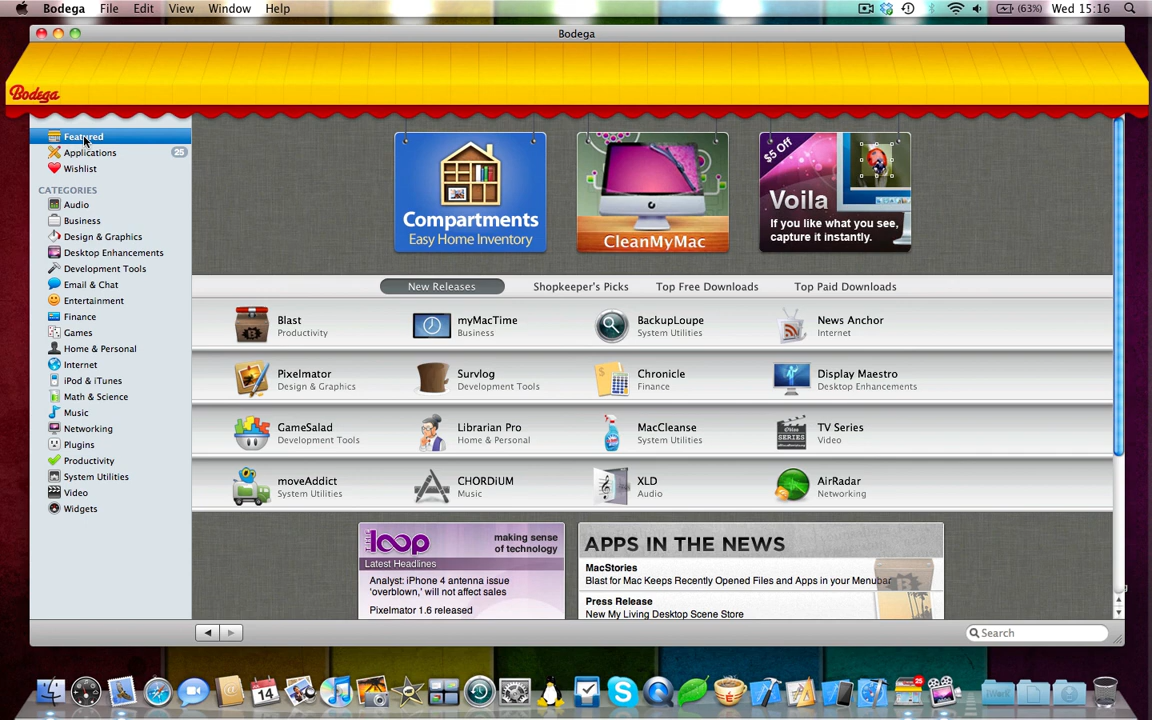 Bodega File Edit View Window Help (63%) Wed 15:16
Bodega
Bodega
Featured
Applications 25
Wishlist
CATEGORIES
Audio
Business
Design & Graphics
Desktop Enhancements
Development Tools
Email & Chat
Entertainment
Finance
Games
Home & Personal
Internet
iPod & iTunes
Math & Science
Music
Networking
Plugins
Productivity
System Utilities
Video
Widgets
Compartments
Easy Home Inventory
CleanMyMac
$5 Off
Voila
If you like what you see,
capture it instantly.
New Releases Shopkeeper's Picks Top Free Downloads Top Paid Downloads
Blast
Productivity
myMacTime
Business
BackupLoupe
System Utilities
News Anchor
Internet
Pixelmator
Design & Graphics
Survlog
Development Tools
Chronicle
Finance
Display Maestro
Desktop Enhancements
GameSalad
Development Tools
Librarian Pro
Home & Personal
MacCleanse
System Utilities
SERIES
TV Series
Video
moveAddict
System Utilities
CHORDiUM
Music
XLD
Audio
AirRadar
Networking
the loop
making sense
of technology
Latest Headlines
Analyst: iPhone 4 antenna issue
'overblown,' will not affect sales
Pixelmator 1.6 released
APPS IN THE NEWS
MacStories
Blast for Mac Keeps Recently Opened Files and Apps in your Menubar
Press Release
New My Living Desktop Scene Store
Search
14
25
iWork